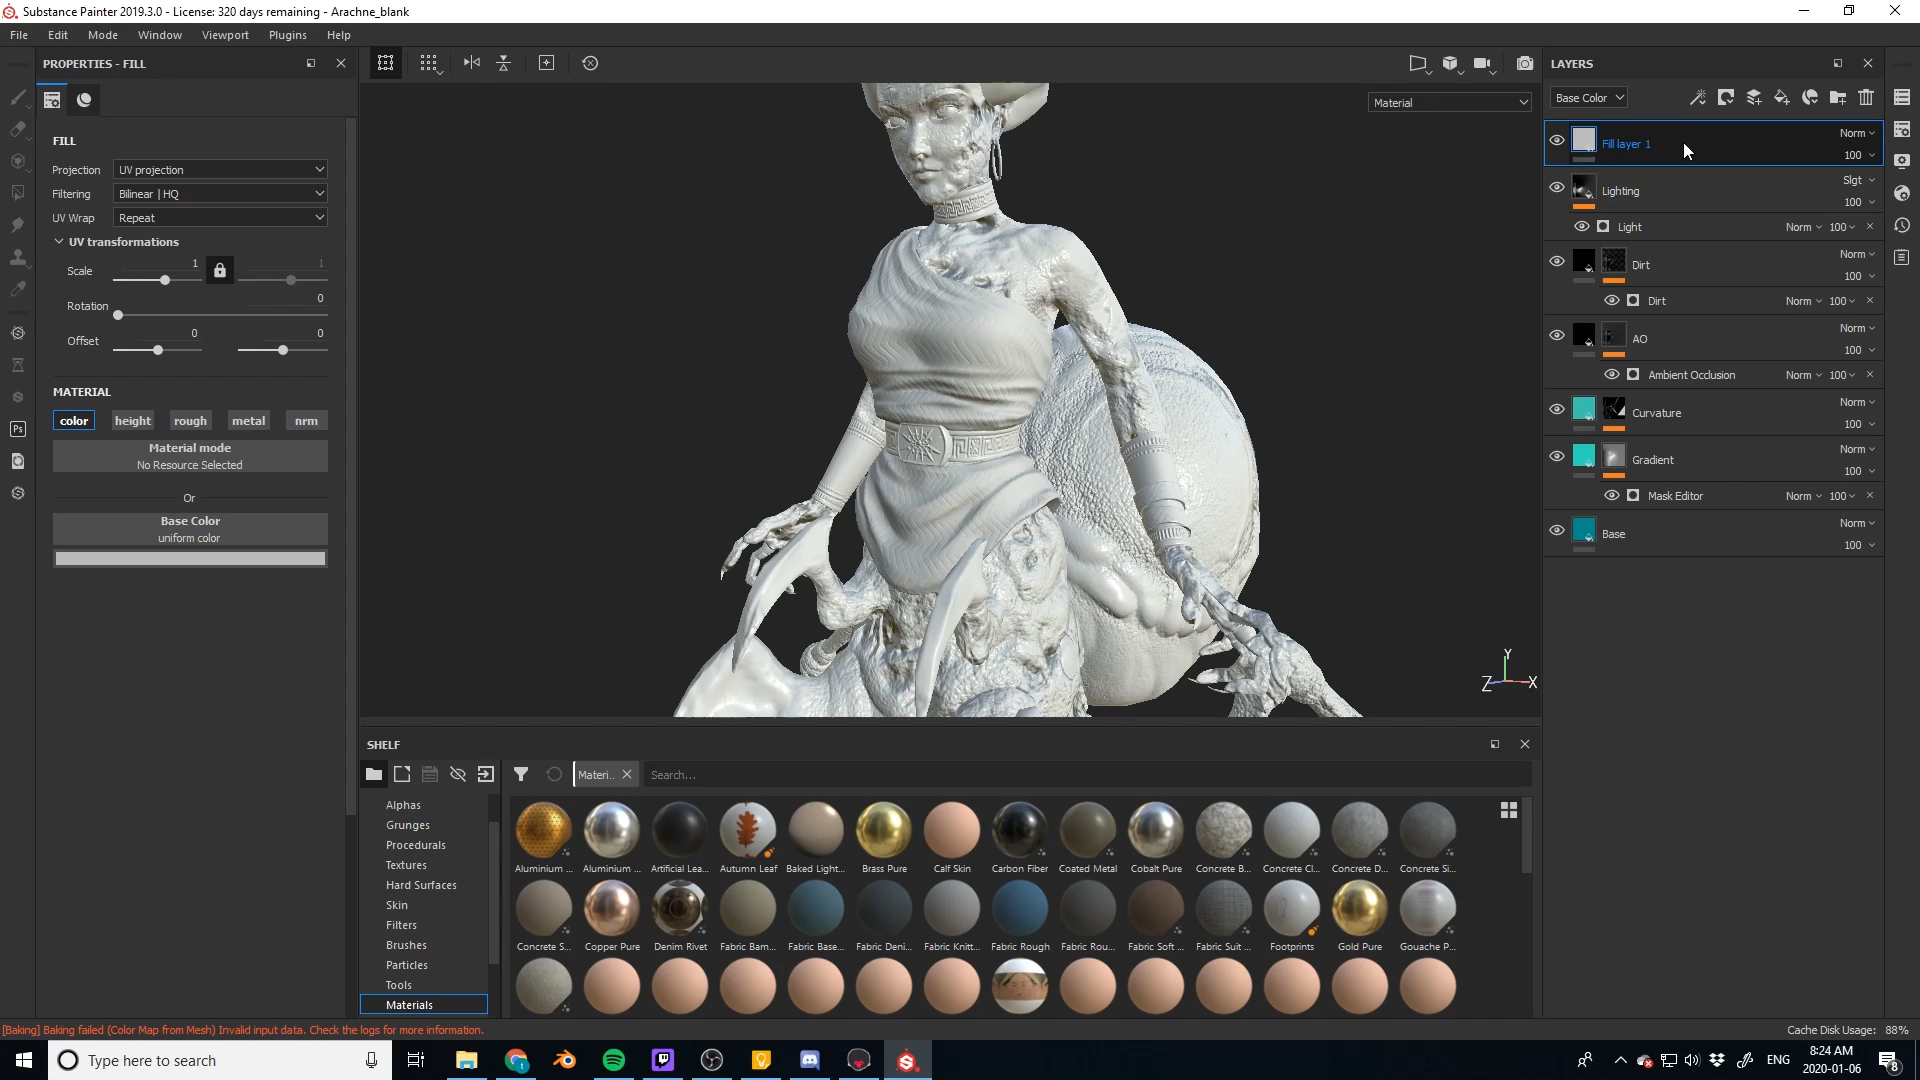 Substance Painter 2019.3.0 - License: 320 days remaining - Arachne_blank
File Edit Mode Window Viewport Plugins Help
PROPERTIES - FILL
FILL
Projection UV projection
Filtering Bilinear | HQ
UV Wrap Repeat
UV transformations
Scale 1 1
Rotation 0
Offset 0 0
MATERIAL
color height rough metal nrm
Material mode
No Resource Selected
Or
Base Color
uniform color
Material
Y
Z X
LAYERS
Base Color
Fill layer 1 Norm 100
Lighting Slgt 100
Light Norm 100
Dirt Norm 100
Dirt Norm 100
AO Norm 100
Ambient Occlusion Norm 100
Curvature Norm 100
Gradient Norm 100
Mask Editor Norm 100
Base Norm 100
SHELF
Materi.. Search...
Alphas
Grunges
Procedurals
Textures
Hard Surfaces
Skin
Filters
Brushes
Particles
Tools
Materials
Aluminium ... Aluminium ... Artificial Lea... Autumn Leaf Baked Light... Brass Pure Calf Skin Carbon Fiber Coated Metal Cobalt Pure Concrete B... Concrete Cl... Concrete D... Concrete Si...
Concrete S... Copper Pure Denim Rivet Fabric Bam... Fabric Base... Fabric Deni... Fabric Knitt... Fabric Rough Fabric Rou... Fabric Soft ... Fabric Suit ... Footprints Gold Pure Gouache P...
[Baking] Baking failed (Color Map from Mesh) Invalid input data. Check the logs for more information.
Cache Disk Usage: 88%
Type here to search
Ps
ENG
8:24 AM
2020-01-06
8